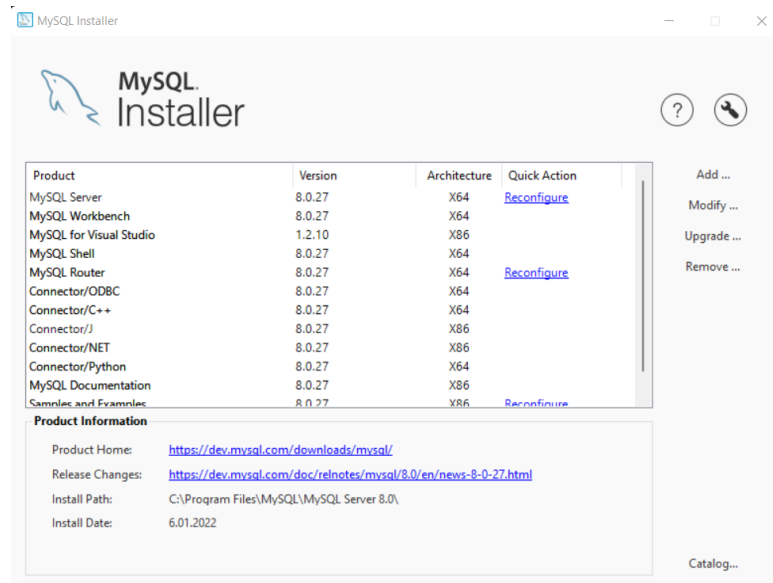 MySQL Installer
MySQL.
Installer
?
Product Version Architecture Quick Action
MySQL Server 8.0.27 X64 Reconfigure
MySQL Workbench 8.0.27 X64
MySQL for Visual Studio 1.2.10 X86
MySQL Shell 8.0.27 X64
MySQL Router 8.0.27 X64 Reconfigure
Connector/ODBC 8.0.27 X64
Connector/C++ 8.0.27 X64
Connector/J 8.0.27 X86
Connector/NET 8.0.27 X86
Connector/Python 8.0.27 X64
MySQL Documentation 8.0.27 X86
Samples and Examples 8.0.27 X86 Reconfigure
Add ...
Modify ...
Upgrade ...
Remove ...
Product Information
Product Home: https://dev.mysql.com/downloads/mysql/
Release Changes: https://dev.mysql.com/doc/relnotes/mysql/8.0/en/news-8-0-27.html
Install Path: C:\Program Files\MySQL\MySQL Server 8.0\
Install Date: 6.01.2022
Catalog...